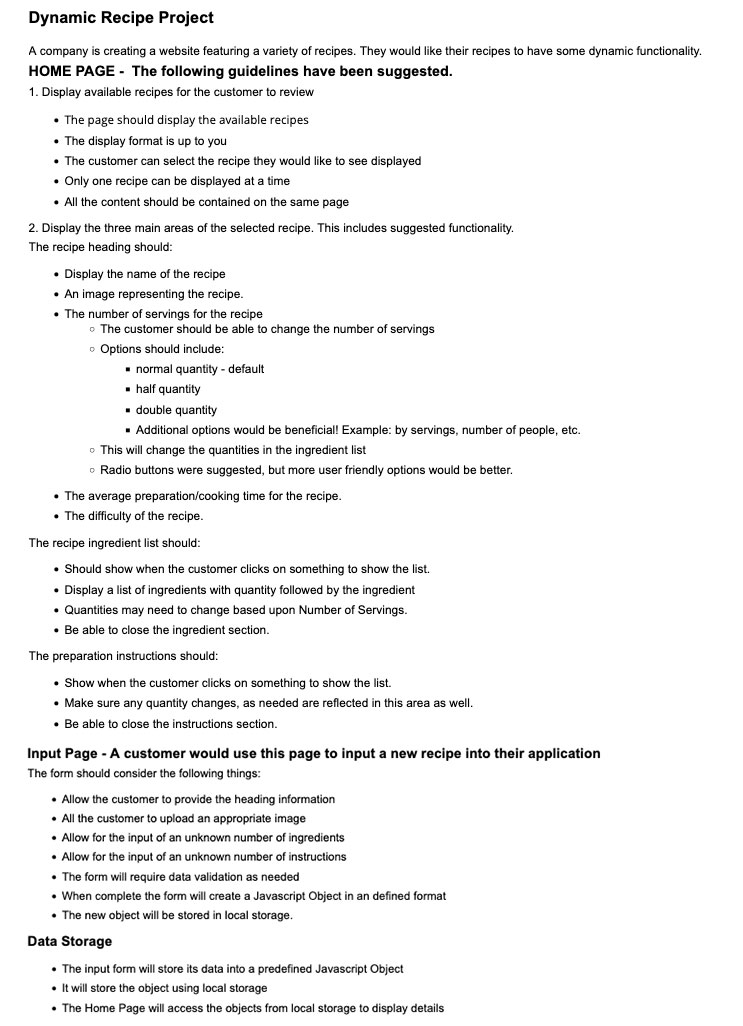 Dynamic Recipe Project
A company is creating a website featuring a variety of recipes. They would like their recipes to have some dynamic functionality.
HOME PAGE - The following guidelines have been suggested.
1. Display available recipes for the customer to review
• The page should display the available recipes
• The display format is up to you
• The customer can select the recipe they would like to see displayed
• Only one recipe can be displayed at a time
• All the content should be contained on the same page
2. Display the three main areas of the selected recipe. This includes suggested functionality.
The recipe heading should:
• Display the name of the recipe
• An image representing the recipe.
• The number of servings for the recipe
○ The customer should be able to change the number of servings
○ Options should include:
▪ normal quantity - default
▪ half quantity
▪ double quantity
▪ Additional options would be beneficial! Example: by servings, number of people, etc.
○ This will change the quantities in the ingredient list
○ Radio buttons were suggested, but more user friendly options would be better.
• The average preparation/cooking time for the recipe.
• The difficulty of the recipe.
The recipe ingredient list should:
• Should show when the customer clicks on something to show the list.
• Display a list of ingredients with quantity followed by the ingredient
• Quantities may need to change based upon Number of Servings.
• Be able to close the ingredient section.
The preparation instructions should:
• Show when the customer clicks on something to show the list.
• Make sure any quantity changes, as needed are reflected in this area as well.
• Be able to close the instructions section.
Input Page - A customer would use this page to input a new recipe into their application
The form should consider the following things:
• Allow the customer to provide the heading information
• All the customer to upload an appropriate image
• Allow for the input of an unknown number of ingredients
• Allow for the input of an unknown number of instructions
• The form will require data validation as needed
• When complete the form will create a Javascript Object in an defined format
• The new object will be stored in local storage.
Data Storage
• The input form will store its data into a predefined Javascript Object
• It will store the object using local storage
• The Home Page will access the objects from local storage to display details